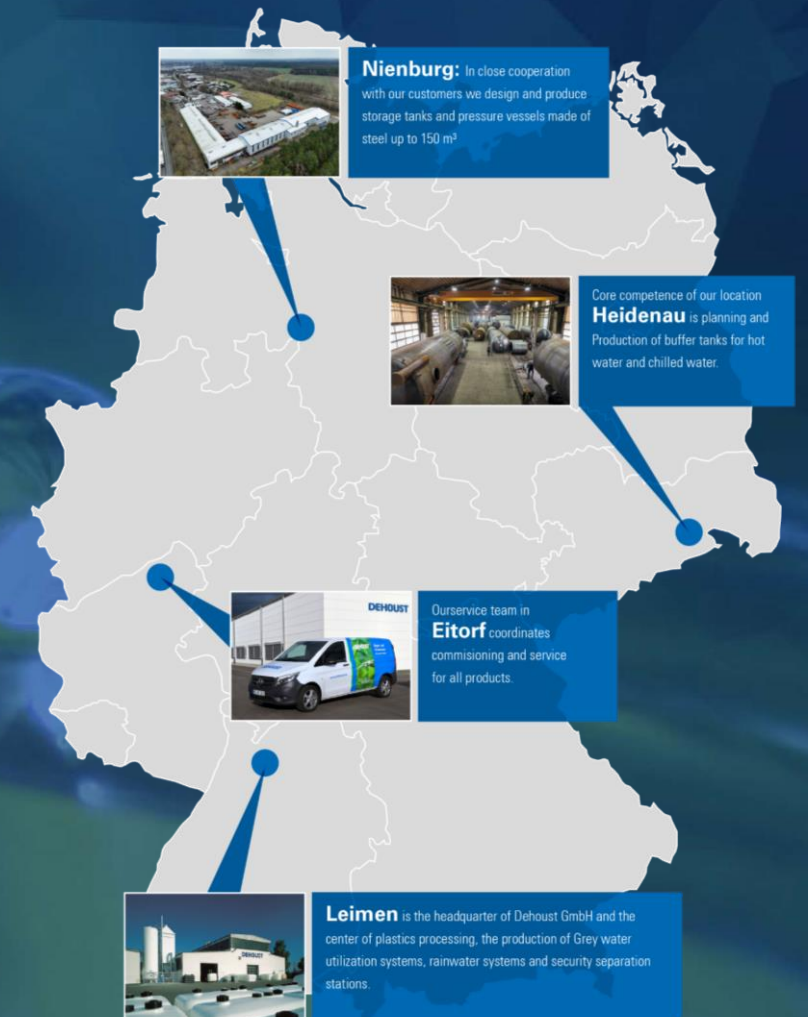 Nienburg: In close cooperation
with our customers we design and produce
storage tanks and pressure vessels made of
steel up to 150 m³
Core competence of our location
Heidenau is planning and
Production of buffer tanks for hot
water and chilled water.
DEHOUST
Ourservice team in
Eitorf coordinates
commisioning and service
for all products.
DEHOUST
Leimen is the headquarter of Dehoust GmbH and the
center of plastics processing, the production of Grey water
utilization systems, rainwater systems and security separation
stations.